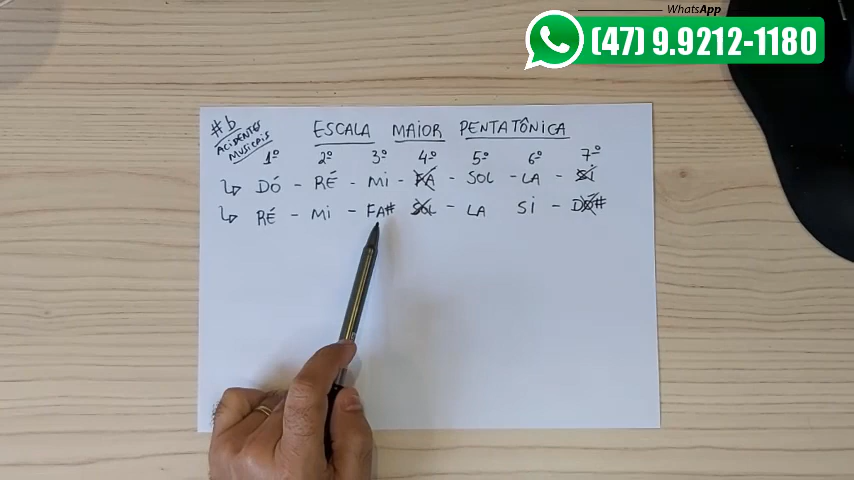 WhatsApp
(47) 9.9212-1180
#b
ACIDENTES
MUSICAIS
ESCALA MAIOR PENTATÔNICA
1º 2º 3º 4º 5º 6º 7º
↳ DÓ - RÉ - Mi - FA - SOL - LA - Si
↳ RÉ - Mi - FA# SOL - LA Si - DÓ#